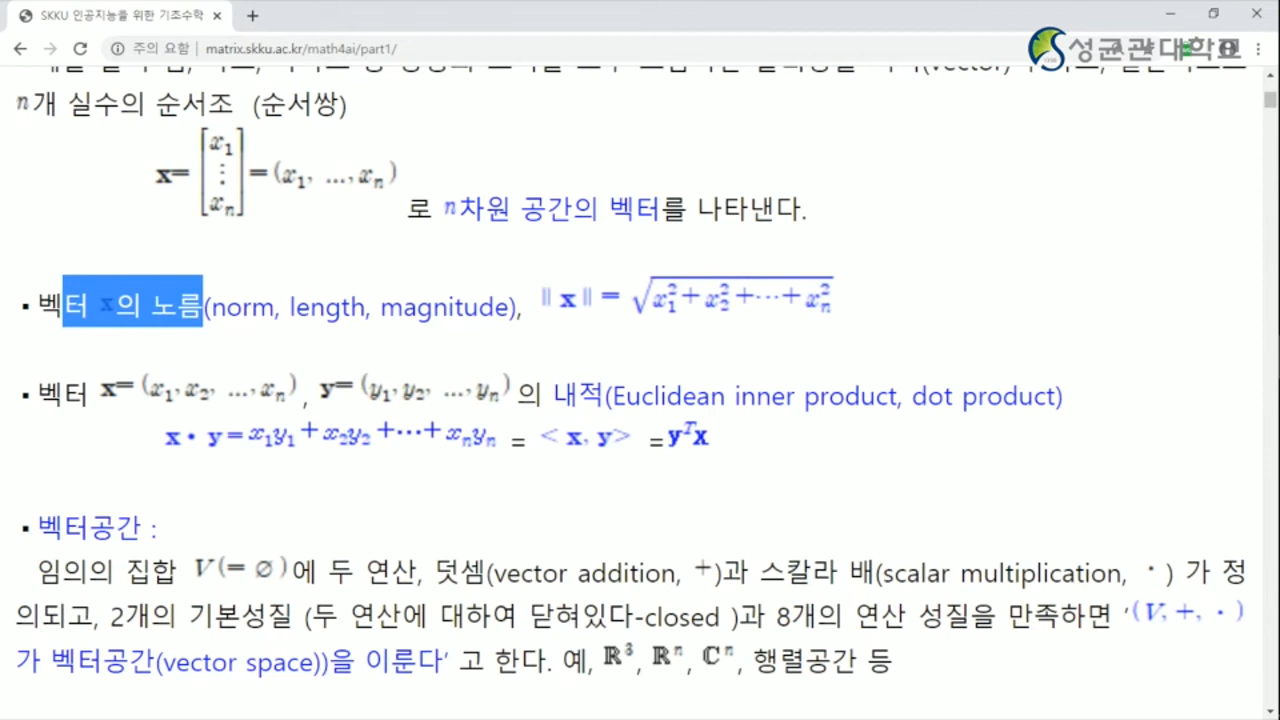 SKKU 인공지능을 위한 기초수학
주의 요함 | matrix.skku.ac.kr/math4ai/part1/
성균관대학교
n개 실수의 순서조 (순서쌍)
x= [x₁ ⋮ xₙ] = (x₁, …, xₙ) 로 n차원 공간의 벡터를 나타낸다.
▪ 벡터 x의 노름(norm, length, magnitude), ‖x‖ = √(x₁²+x₂²+⋯+xₙ²)
▪ 벡터 x=(x₁, x₂, …, xₙ), y=(y₁, y₂, …, yₙ)의 내적(Euclidean inner product, dot product)
x · y = x₁y₁+x₂y₂+⋯+xₙyₙ = < x, y> =yᵀx
▪ 벡터공간 :
임의의 집합 V(= ∅)에 두 연산, 덧셈(vector addition, +)과 스칼라 배(scalar multiplication, · ) 가 정
의되고, 2개의 기본성질 (두 연산에 대하여 닫혀있다-closed )과 8개의 연산 성질을 만족하면 ‘(V, +, · )
가 벡터공간(vector space))을 이룬다’ 고 한다. 예, ℝ³, ℝⁿ, ℂⁿ, 행렬공간 등